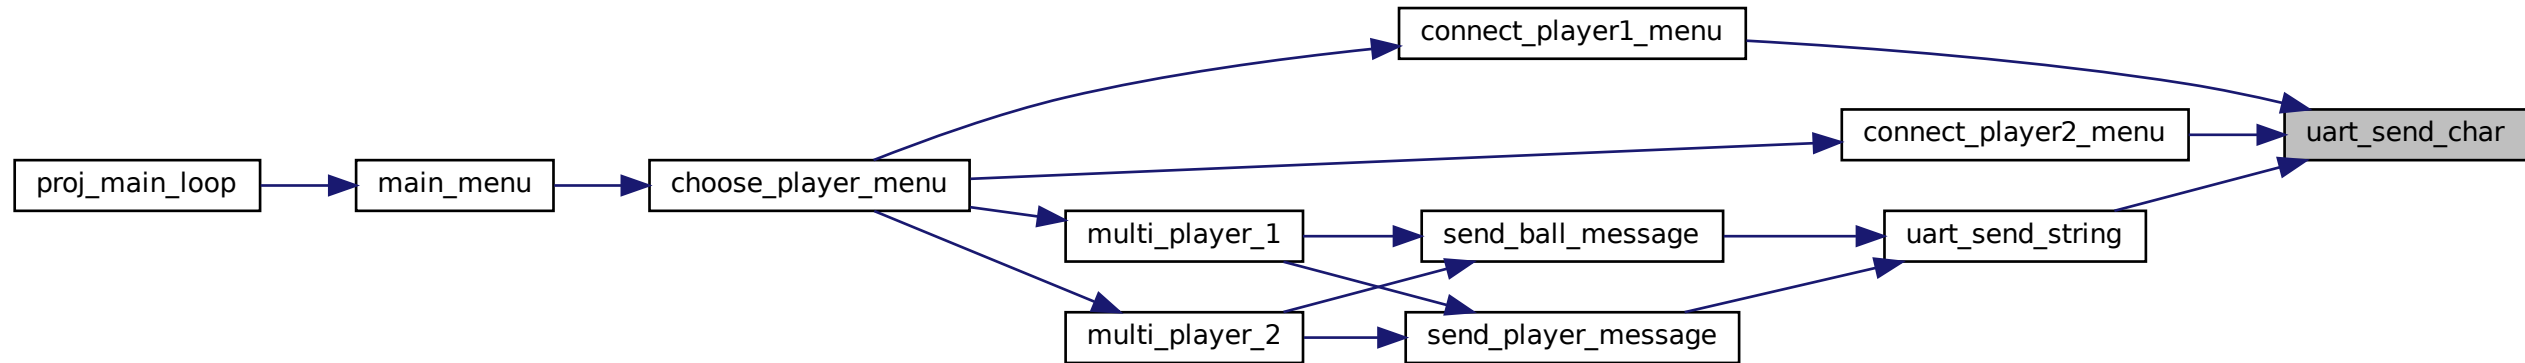 connect_player1_menu
connect_player2_menu
uart_send_char
proj_main_loop
main_menu
choose_player_menu
multi_player_1
send_ball_message
uart_send_string
multi_player_2
send_player_message